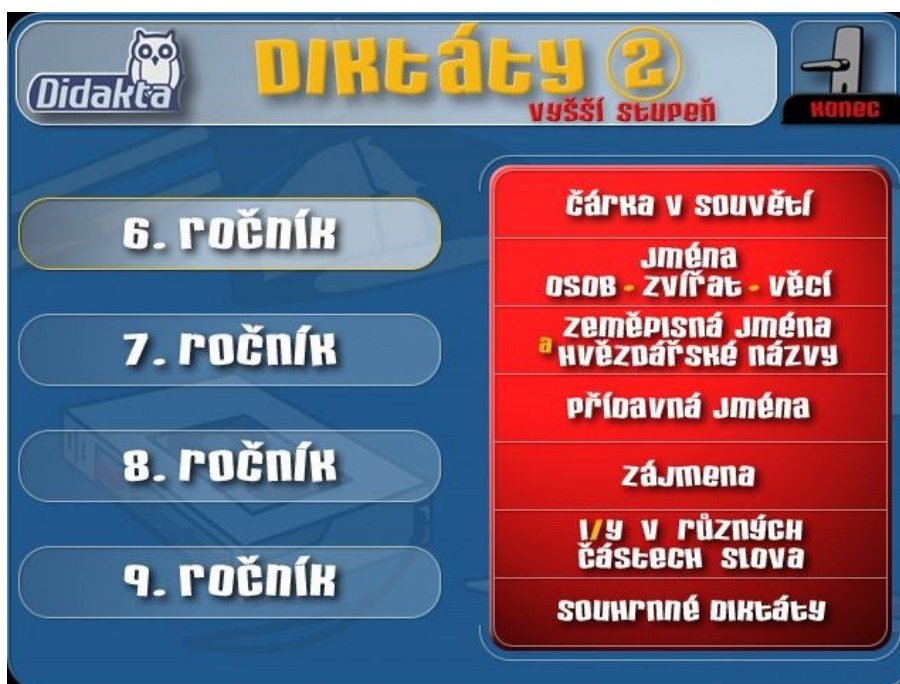 Didakta
Diktáty 2
vyšší stupeň
konec
6. ročník
7. ročník
8. ročník
9. ročník
čárka v souvětí
jména
osob - zvířat - věcí
zeměpisná jména
a hvězdářské názvy
přídavná jména
zájmena
i/y v různých
částech slova
souhrnné diktáty